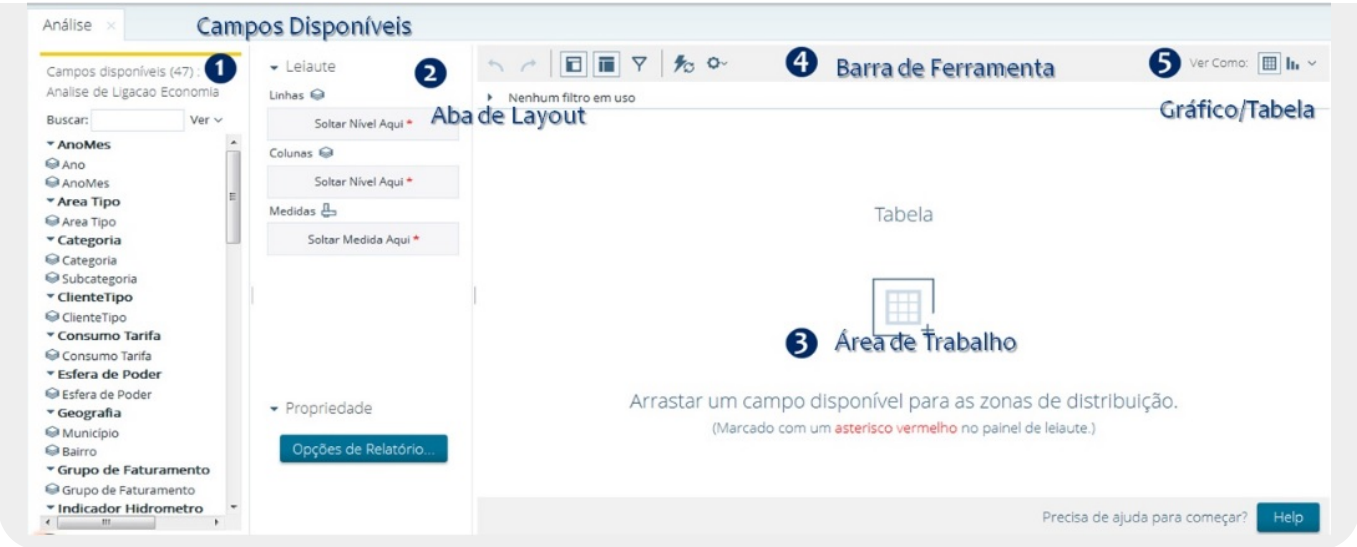 Análise ×
Campos Disponíveis
Campos disponíveis (47) : 1
Analise de Ligacao Economia
Buscar: Ver
AnoMes
Ano
AnoMes
Area Tipo
Area Tipo
Categoria
Categoria
Subcategoria
ClienteTipo
ClienteTipo
Consumo Tarifa
Consumo Tarifa
Esfera de Poder
Esfera de Poder
Geografia
Município
Bairro
Grupo de Faturamento
Grupo de Faturamento
Indicador Hidrometro
Leiaute 2
Linhas
Soltar Nível Aqui *
Aba de Layout
Colunas
Soltar Nível Aqui *
Medidas
Soltar Medida Aqui *
Propriedade
Opções de Relatório...
4 Barra de Ferramenta
5 Ver Como:
Gráfico/Tabela
Nenhum filtro em uso
Tabela
3 Área de Trabalho
Arrastar um campo disponível para as zonas de distribuição.
(Marcado com um asterisco vermelho no painel de leiaute.)
Precisa de ajuda para começar? Help